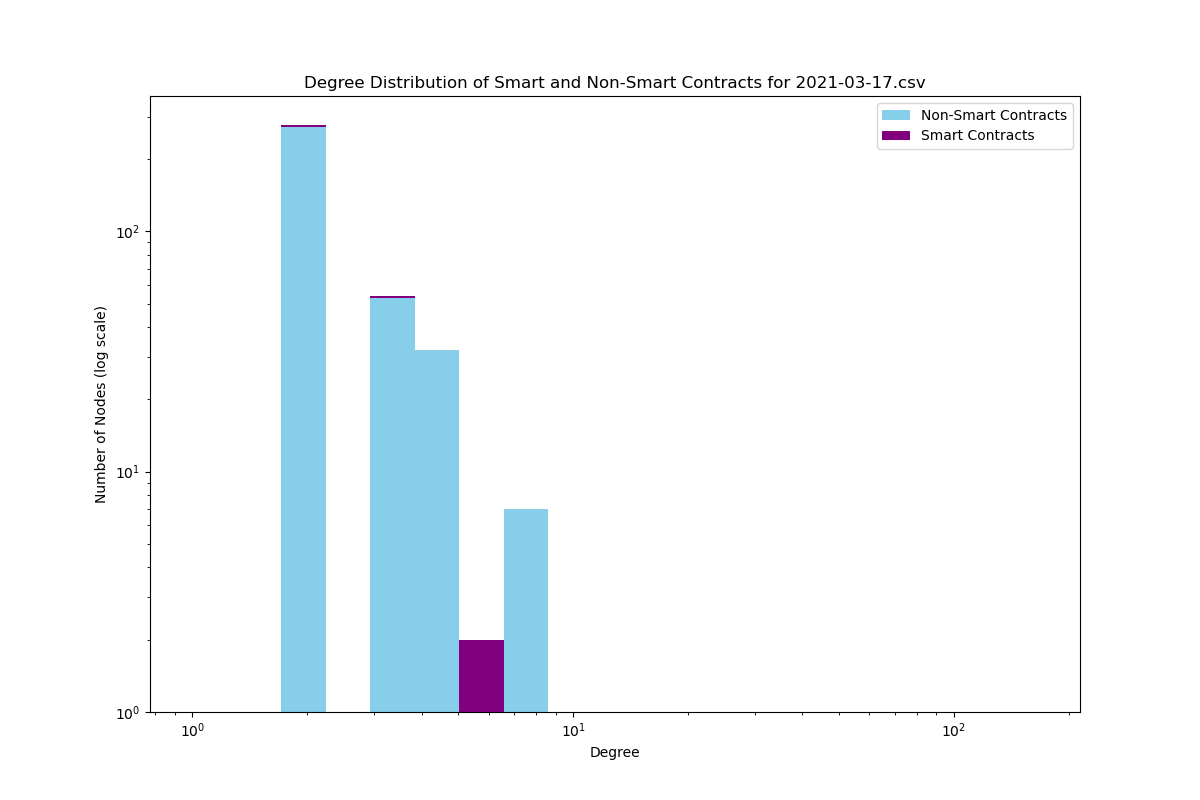 Degree Distribution of Smart and Non-Smart Contracts for 2021-03-17.csv
Non-Smart Contracts
Smart Contracts
Number of Nodes (log scale)
10²
10¹
10⁰
10⁰ 10¹ 10²
Degree